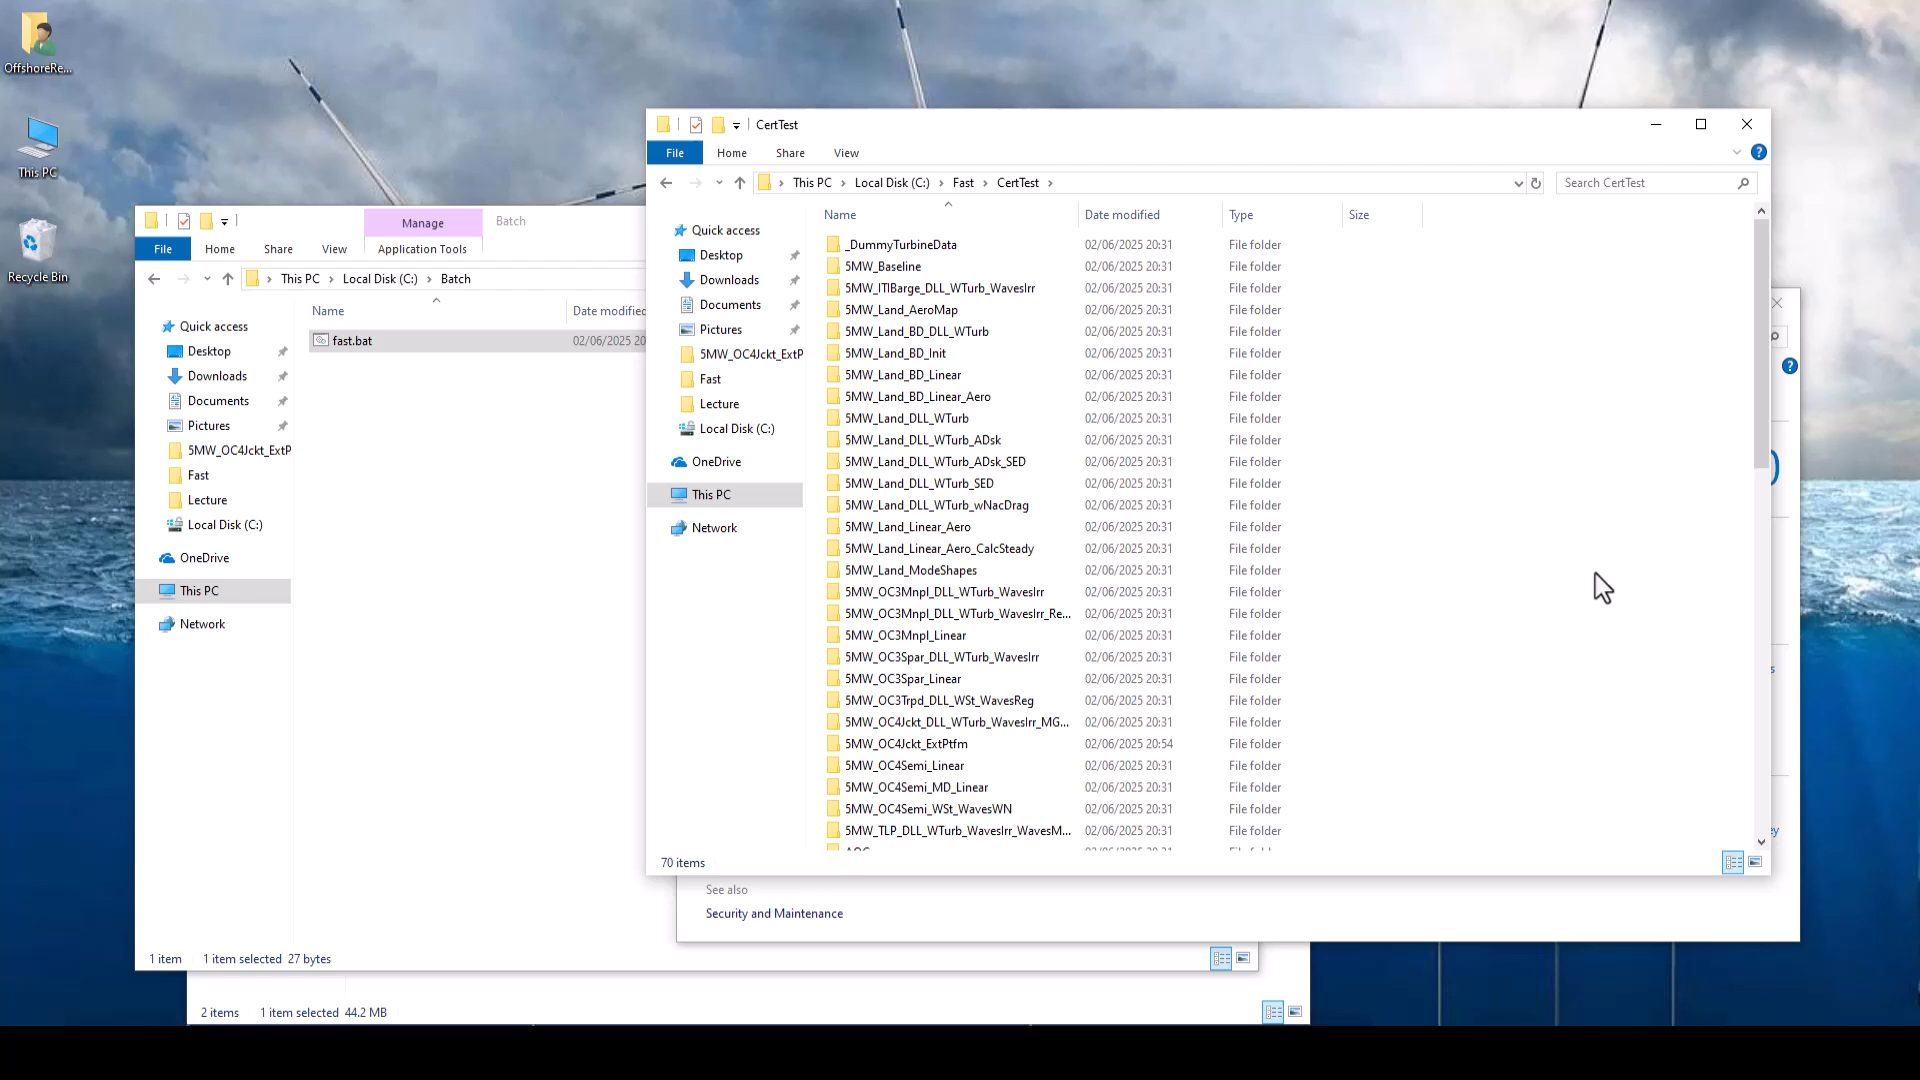 OffshoreRe...
This PC
Recycle Bin
Manage
Batch
File
Home
Share
View
Application Tools
This PC
Local Disk (C:)
Batch
Name
Date modified
Quick access
Desktop
Downloads
Documents
Pictures
5MW_OC4Jckt_ExtP
Fast
Lecture
Local Disk (C:)
OneDrive
This PC
Network
fast.bat
02/06/2025 20
1 item
1 item selected 27 bytes
2 items
1 item selected 44.2 MB
CertTest
File
Home
Share
View
This PC
Local Disk (C:)
Fast
CertTest
Search CertTest
Name
Date modified
Type
Size
Quick access
Desktop
Downloads
Documents
Pictures
5MW_OC4Jckt_ExtP
Fast
Lecture
Local Disk (C:)
OneDrive
This PC
Network
_DummyTurbineData 02/06/2025 20:31 File folder
5MW_Baseline 02/06/2025 20:31 File folder
5MW_ITIBarge_DLL_WTurb_WavesIrr 02/06/2025 20:31 File folder
5MW_Land_AeroMap 02/06/2025 20:31 File folder
5MW_Land_BD_DLL_WTurb 02/06/2025 20:31 File folder
5MW_Land_BD_Init 02/06/2025 20:31 File folder
5MW_Land_BD_Linear 02/06/2025 20:31 File folder
5MW_Land_BD_Linear_Aero 02/06/2025 20:31 File folder
5MW_Land_DLL_WTurb 02/06/2025 20:31 File folder
5MW_Land_DLL_WTurb_ADsk 02/06/2025 20:31 File folder
5MW_Land_DLL_WTurb_ADsk_SED 02/06/2025 20:31 File folder
5MW_Land_DLL_WTurb_SED 02/06/2025 20:31 File folder
5MW_Land_DLL_WTurb_wNacDrag 02/06/2025 20:31 File folder
5MW_Land_Linear_Aero 02/06/2025 20:31 File folder
5MW_Land_Linear_Aero_CalcSteady 02/06/2025 20:31 File folder
5MW_Land_ModeShapes 02/06/2025 20:31 File folder
5MW_OC3Mnpl_DLL_WTurb_WavesIrr 02/06/2025 20:31 File folder
5MW_OC3Mnpl_DLL_WTurb_WavesIrr_Re... 02/06/2025 20:31 File folder
5MW_OC3Mnpl_Linear 02/06/2025 20:31 File folder
5MW_OC3Spar_DLL_WTurb_WavesIrr 02/06/2025 20:31 File folder
5MW_OC3Spar_Linear 02/06/2025 20:31 File folder
5MW_OC3Trpd_DLL_WSt_WavesReg 02/06/2025 20:31 File folder
5MW_OC4Jckt_DLL_WTurb_WavesIrr_MG... 02/06/2025 20:31 File folder
5MW_OC4Jckt_ExtPtfm 02/06/2025 20:54 File folder
5MW_OC4Semi_Linear 02/06/2025 20:31 File folder
5MW_OC4Semi_MD_Linear 02/06/2025 20:31 File folder
5MW_OC4Semi_WSt_WavesWN 02/06/2025 20:31 File folder
5MW_TLP_DLL_WTurb_WavesIrr_WavesM... 02/06/2025 20:31 File folder
70 items
See also
Security and Maintenance